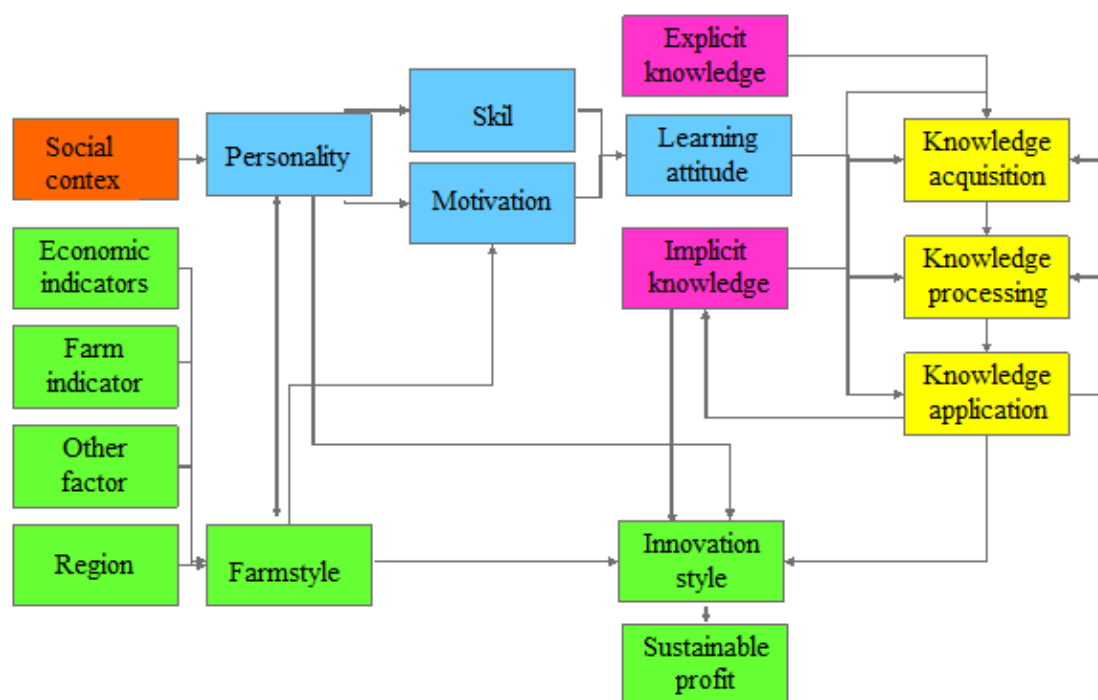 Explicit
knowledge
Skil
Social
contex
Personality
Learning
attitude
Knowledge
acquisition
Motivation
Economic
indicators
Implicit
knowledge
Knowledge
processing
Farm
indicator
Knowledge
application
Other
factor
Region
Farmstyle
Innovation
style
Sustainable
profit